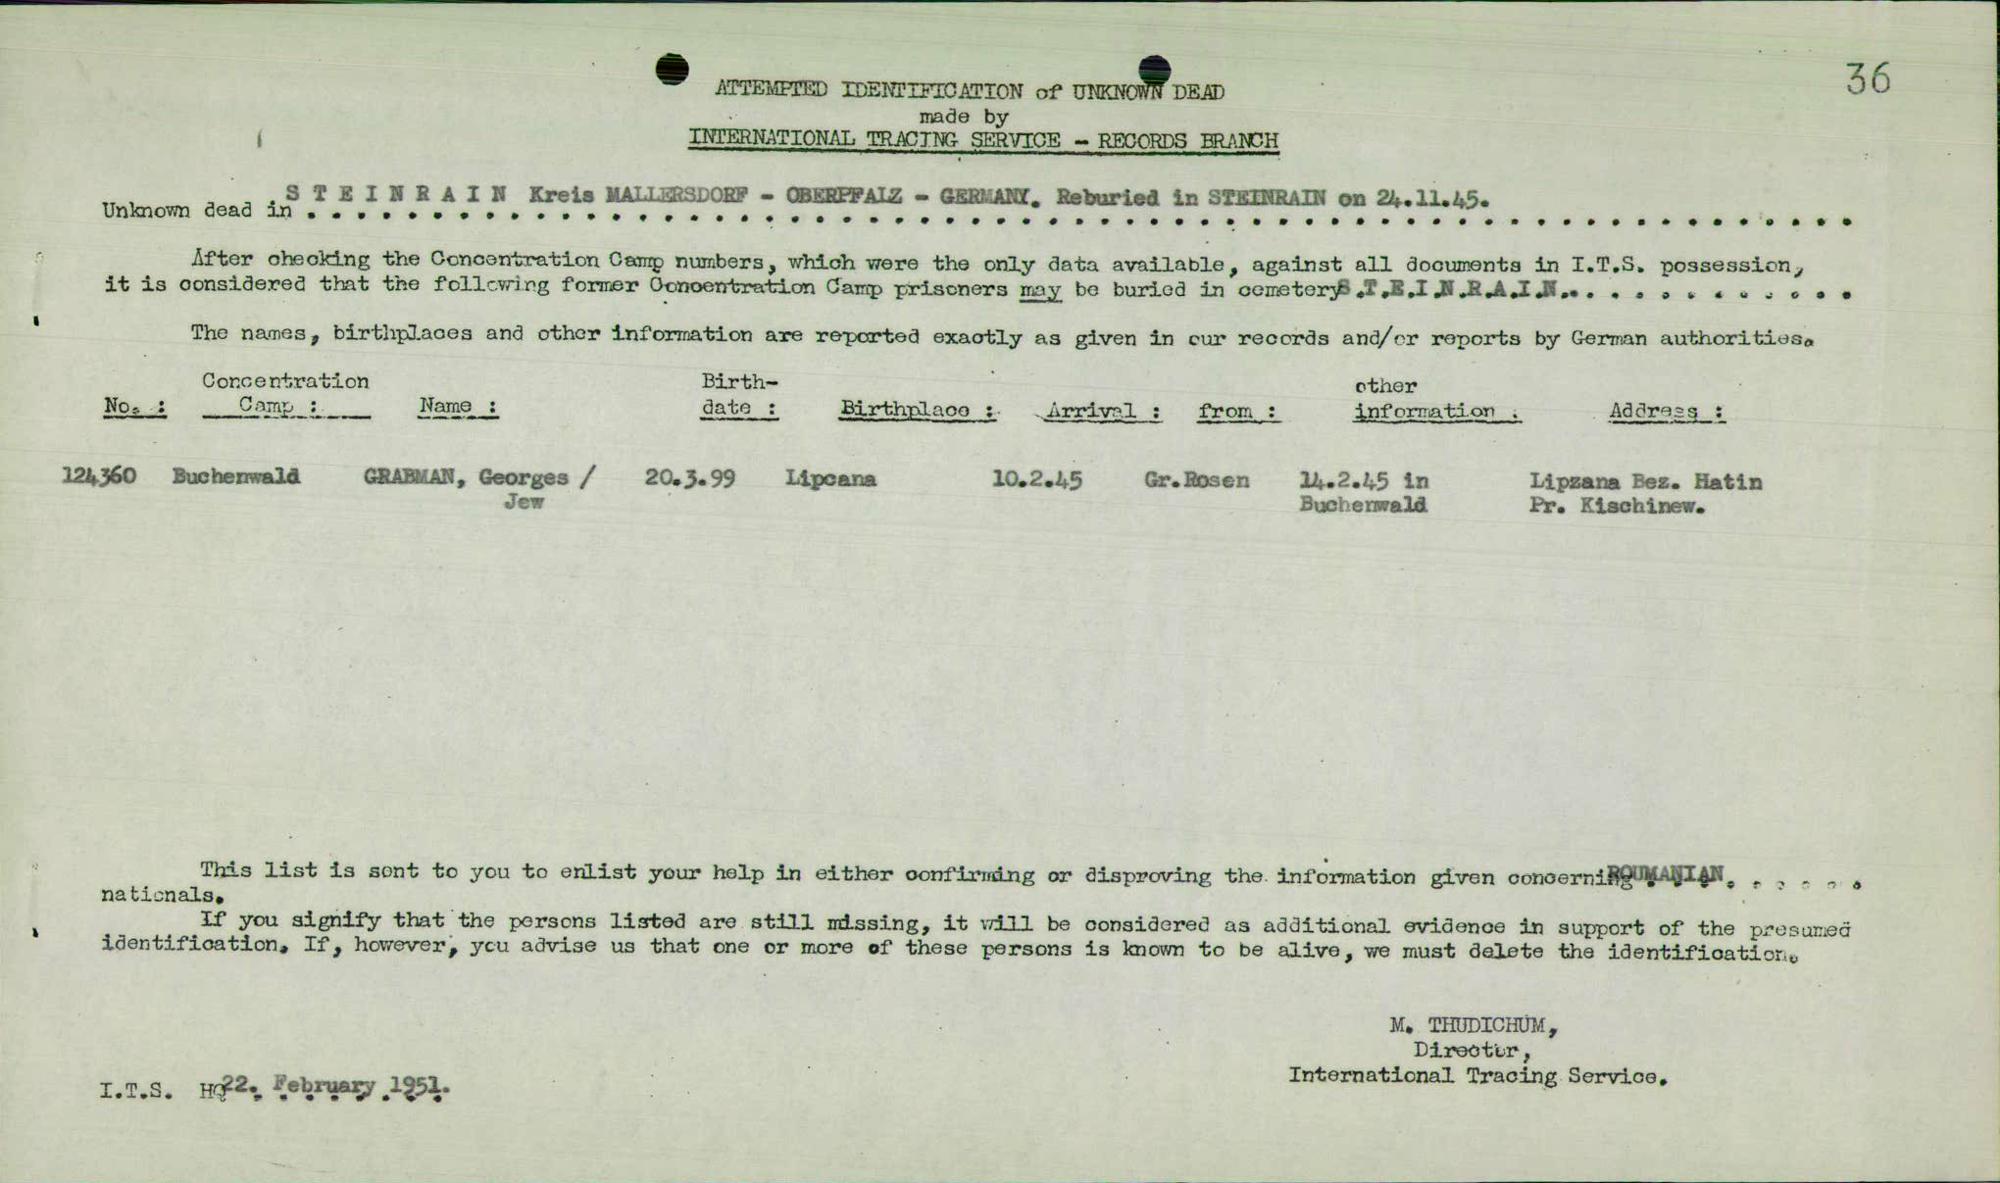 36
ATTEMPTED IDENTIFICATION of UNKNOWN DEAD
made by
INTERNATIONAL TRACING SERVICE - RECORDS BRANCH
Unknown dead in S T E I N R A I N Kreis MALLERSDORF - OBERPFALZ - GERMANY. Reburied in STEINRAIN on 24.11.45.
After checking the Concentration Camp numbers, which were the only data available, against all documents in I.T.S. possession,
it is considered that the following former Concentration Camp prisoners may be buried in cemetery S.T.E.I.N.R.A.I.N. . . . . . . . . . . .
The names, birthplaces and other information are reported exactly as given in our records and/or reports by German authorities.
No. : Concentration Camp : Name : Birth-date : Birthplace : Arrival : from : other information : Address :
124360 Buchenwald GRABMAN, Georges / 20.3.99 Lipcana 10.2.45 Gr.Rosen 14.2.45 in Lipzana Bez. Hatin
Jew Buchenwald Pr. Kischinew.
This list is sent to you to enlist your help in either confirming or disproving the information given concerning ROUMANIAN. . . . . . .
nationals.
If you signify that the persons listed are still missing, it will be considered as additional evidence in support of the presumed
identification. If, however, you advise us that one or more of these persons is known to be alive, we must delete the identification.
M. THUDICHUM,
Director,
International Tracing Service.
I.T.S. HQ 22. February 1951.